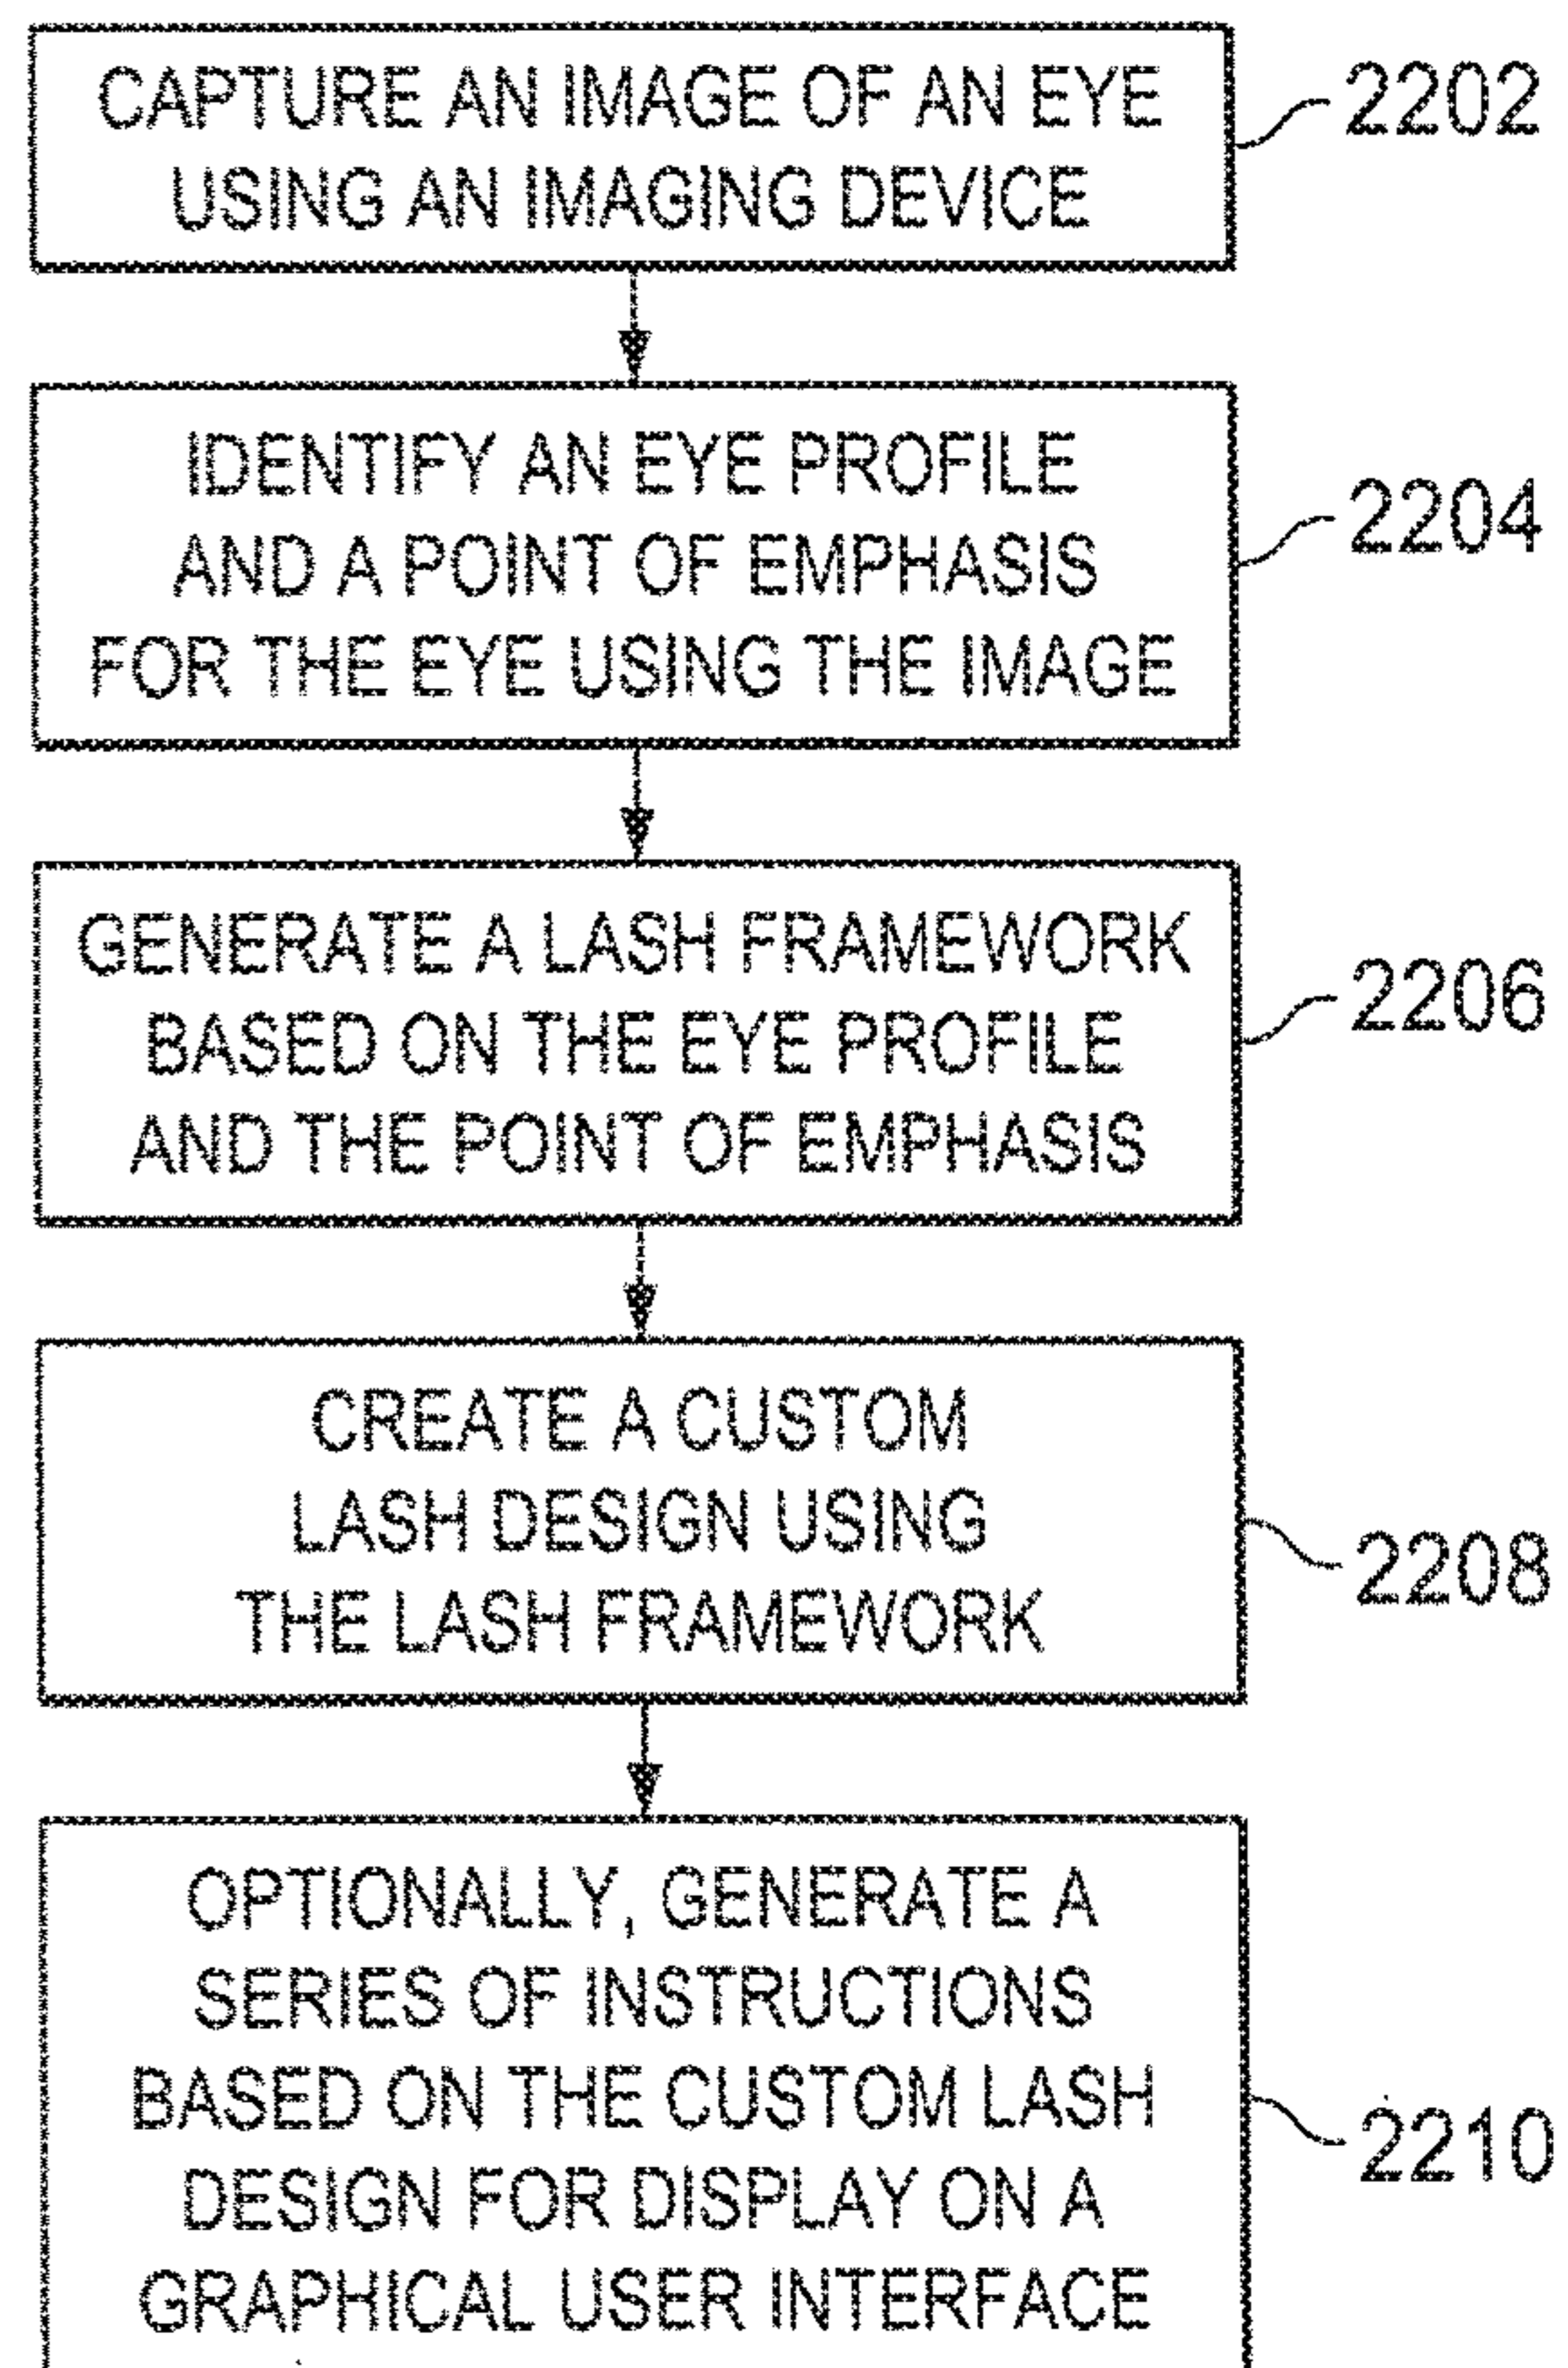 CAPTURE AN IMAGE OF AN EYE
USING AN IMAGING DEVICE
2202
IDENTIFY AN EYE PROFILE
AND A POINT OF EMPHASIS
FOR THE EYE USING THE IMAGE
2204
GENERATE A LASH FRAMEWORK
BASED ON THE EYE PROFILE
AND THE POINT OF EMPHASIS
2206
CREATE A CUSTOM
LASH DESIGN USING
THE LASH FRAMEWORK
2208
OPTIONALLY, GENERATE A
SERIES OF INSTRUCTIONS
BASED ON THE CUSTOM LASH
DESIGN FOR DISPLAY ON A
GRAPHICAL USER INTERFACE
2210